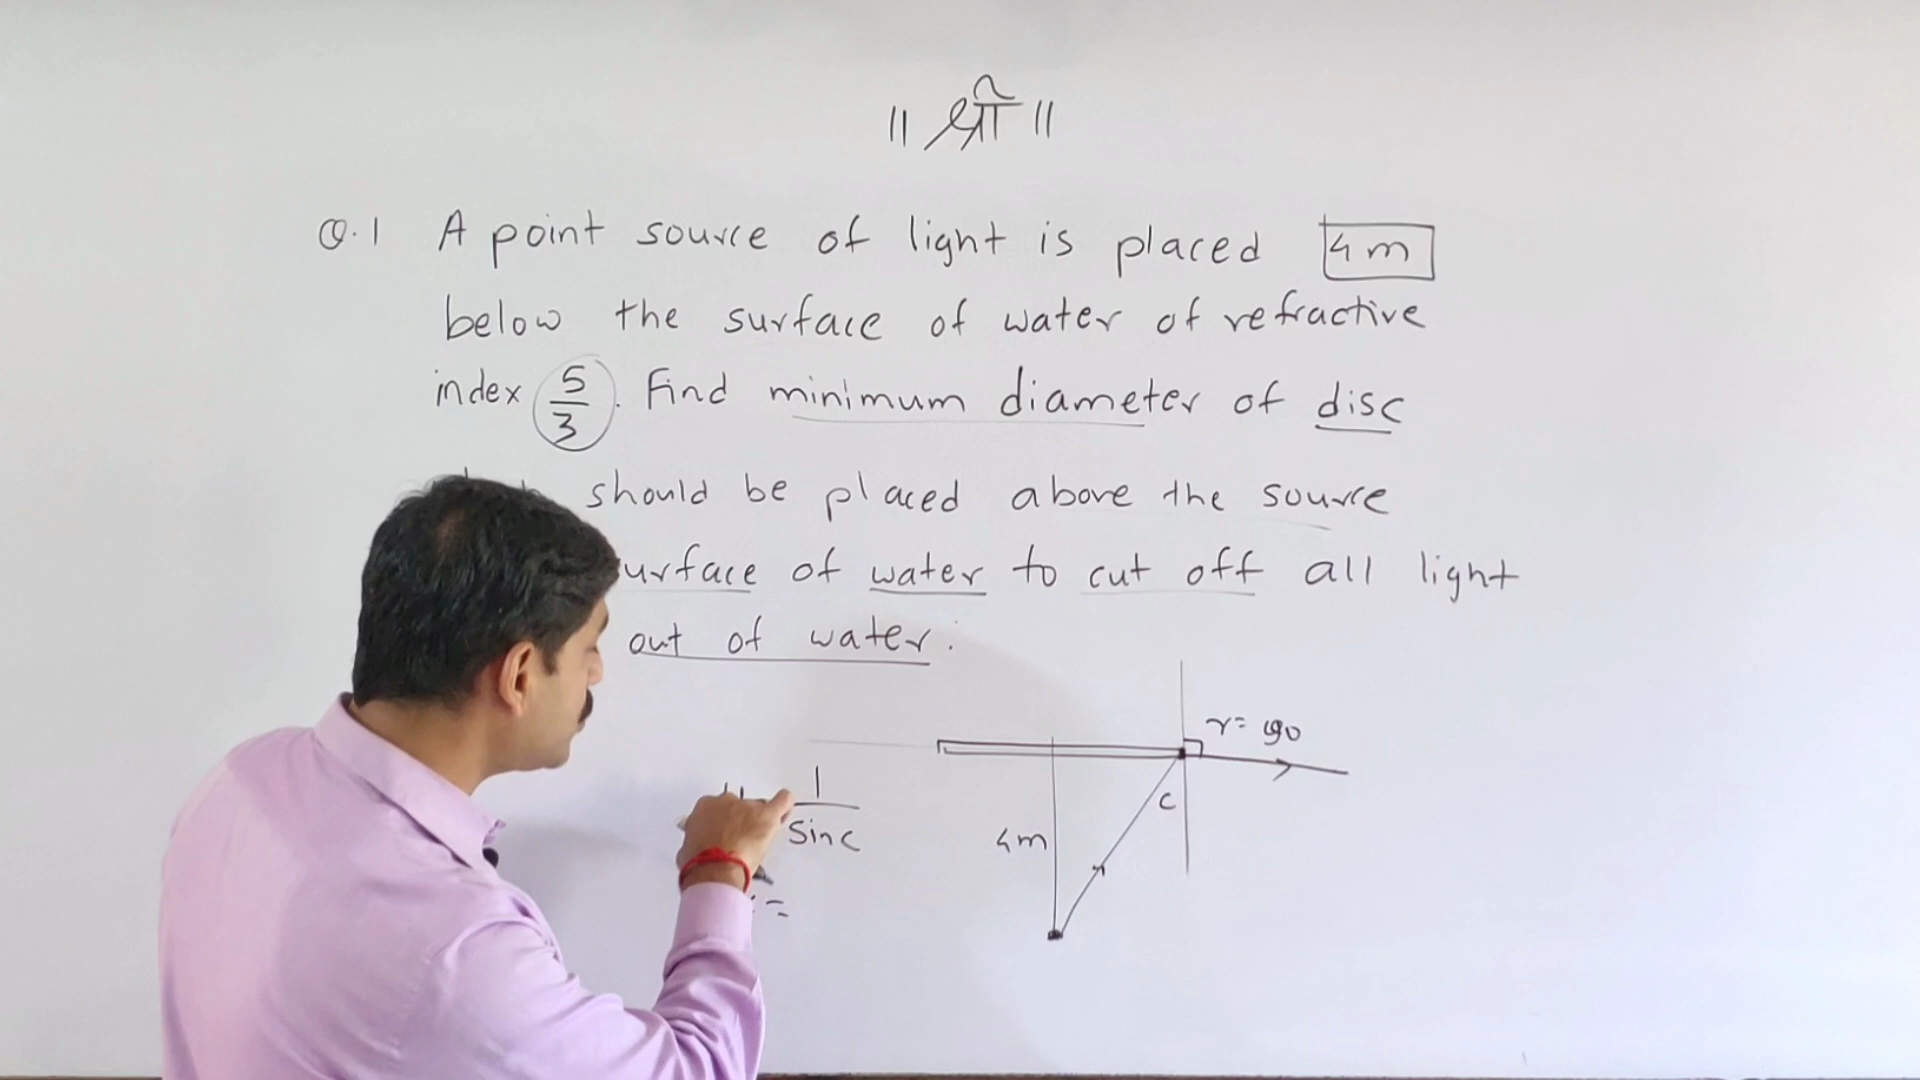 ॥ श्री ॥
Q.1 A point source of light is placed 4 m
below the surface of water of refractive
index 5/3. Find minimum diameter of disc
should be placed above the source
urface of water to cut off all light
out of water.
r= 90
1
Sin c
c
4m
=